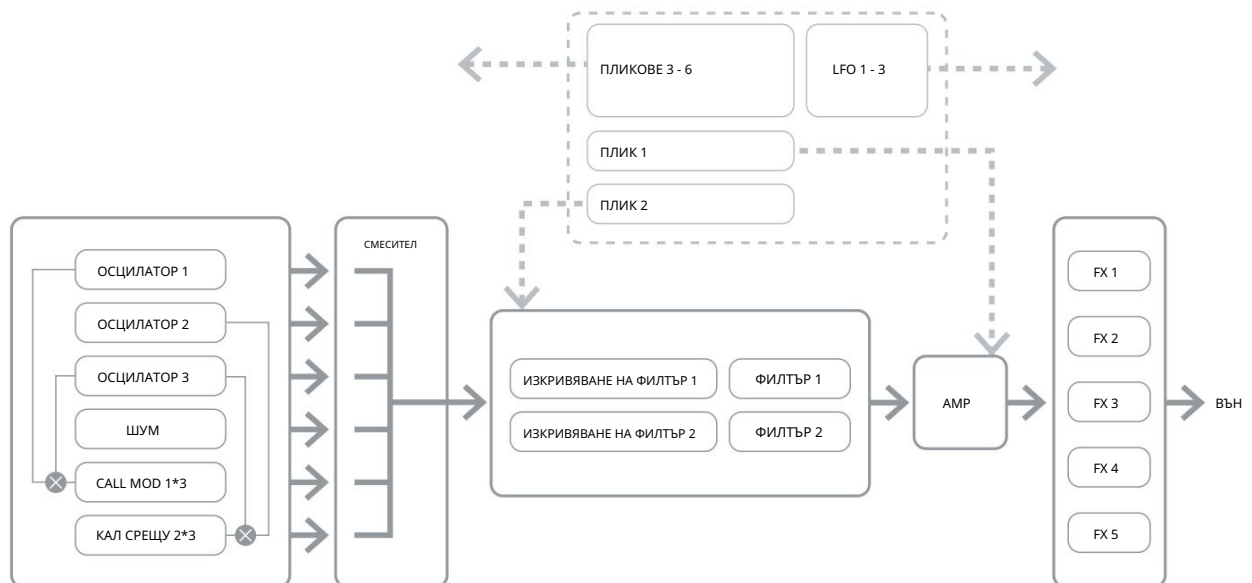 ПЛИКОВЕ 3 - 6
LFO 1 - 3
ПЛИК 1
ПЛИК 2
СМЕСИТЕЛ
ОСЦИЛАТОР 1
ОСЦИЛАТОР 2
ОСЦИЛАТОР 3
ШУМ
CALL MOD 1*3
КАЛ СРЕЩУ 2*3
ИЗКРИВЯВАНЕ НА ФИЛТЪР 1
ФИЛТЪР 1
ИЗКРИВЯВАНЕ НА ФИЛТЪР 2
ФИЛТЪР 2
AMP
FX 1
FX 2
FX 3
FX 4
FX 5
ВЪН